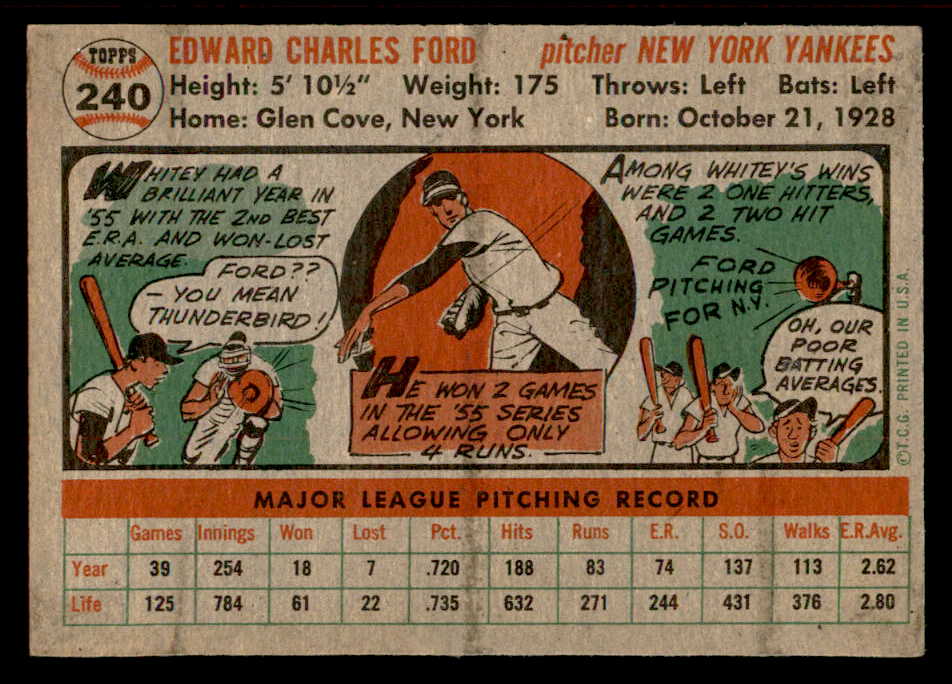 TOPPS
240
EDWARD CHARLES FORD pitcher NEW YORK YANKEES
Height: 5' 10½" Weight: 175 Throws: Left Bats: Left
Home: Glen Cove, New York Born: October 21, 1928
WHITEY HAD A
BRILLIANT YEAR IN
'55 WITH THE 2ND BEST
E.R.A. AND WON-LOST
AVERAGE.
FORD??
- YOU MEAN
THUNDERBIRD!
HE WON 2 GAMES
IN THE '55 SERIES
ALLOWING ONLY
4 RUNS.
AMONG WHITEY'S WINS
WERE 2 ONE HITTERS,
AND 2 TWO HIT
GAMES.
FORD
PITCHING
FOR N.Y.
OH, OUR
POOR
BATTING
AVERAGES.
©T.C.G. PRINTED IN U.S.A.
MAJOR LEAGUE PITCHING RECORD
Games Innings Won Lost Pct. Hits Runs E.R. S.O. Walks E.R.Avg.
Year 39 254 18 7 .720 188 83 74 137 113 2.62
Life 125 784 61 22 .735 632 271 244 431 376 2.80